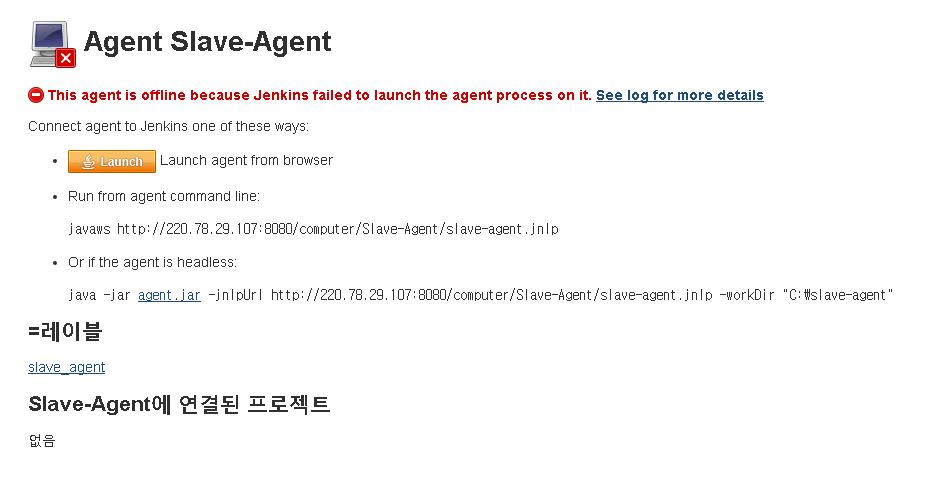 Agent Slave-Agent
This agent is offline because Jenkins failed to launch the agent process on it. See log for more details
Connect agent to Jenkins one of these ways:
Launch Launch agent from browser
Run from agent command line:
javaws http://220.78.29.107:8080/computer/Slave-Agent/slave-agent.jnlp
Or if the agent is headless:
java -jar agent.jar -jnlpUrl http://220.78.29.107:8080/computer/Slave-Agent/slave-agent.jnlp -workDir "C:₩slave-agent"
=레이블
slave_agent
Slave-Agent에 연결된 프로젝트
없음